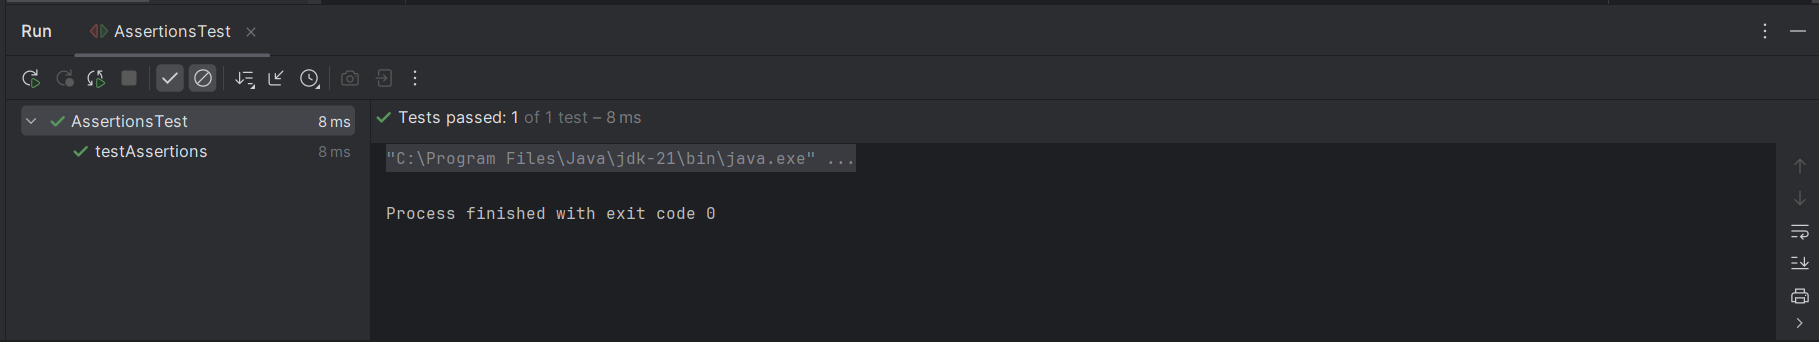 Run AssertionsTest
AssertionsTest 8 ms
testAssertions 8 ms
Tests passed: 1 of 1 test – 8 ms
"C:\Program Files\Java\jdk-21\bin\java.exe" ...
Process finished with exit code 0